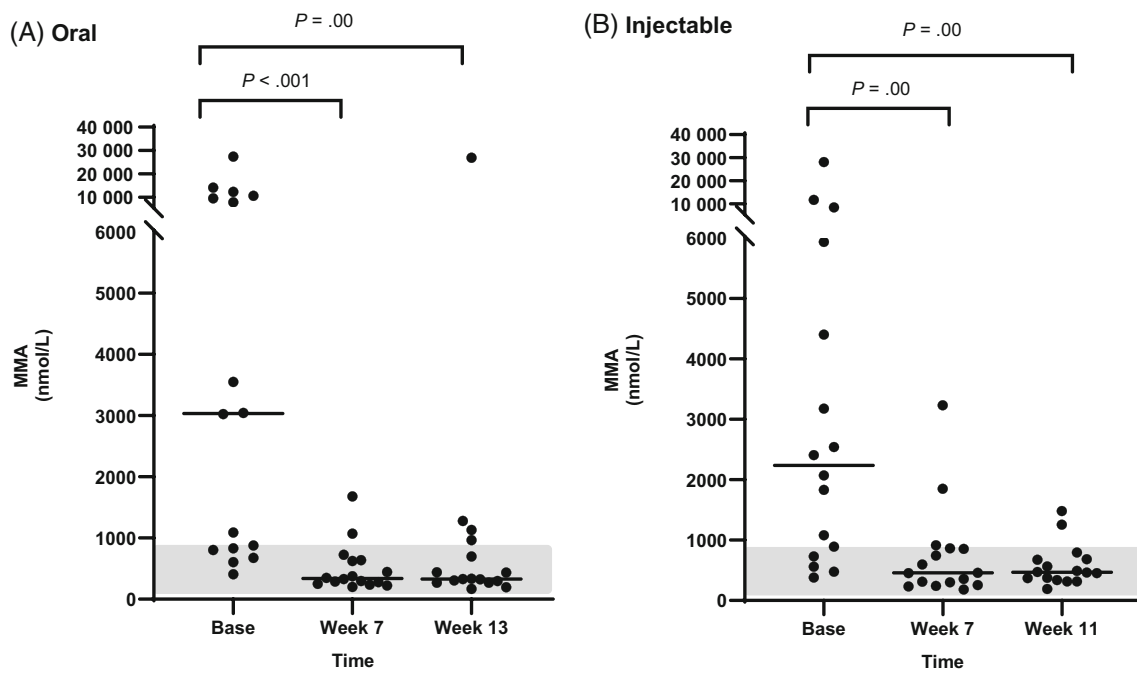 (A) Oral
P = .00
P < .001
40 000
30 000
20 000
10 000
6000
5000
4000
3000
2000
1000
0
MMA
(nmol/L)
Base
Week 7
Week 13
Time
(B) Injectable
P = .00
P = .00
40 000
30 000
20 000
10 000
6000
5000
4000
3000
2000
1000
0
MMA
(nmol/L)
Base
Week 7
Week 11
Time